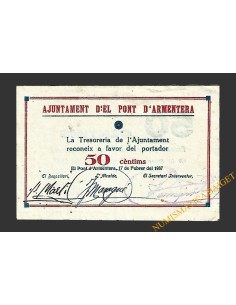 AJUNTAMENT D'EL PONT D'ARMENTERA
La Tresoreria de l'Ajuntament
reconeix a favor del portador
50 cèntims
El Pont d'Armentera, 17 de Febrer de 1937
El Dipositari, L'Alcalde, El Secretari Interventor,